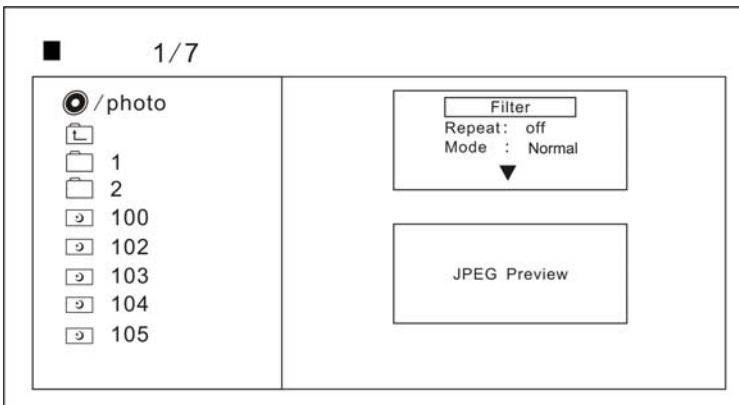 1/7
/photo
1
2
100
102
103
104
105
Filter
Repeat: off
Mode : Normal
JPEG Preview